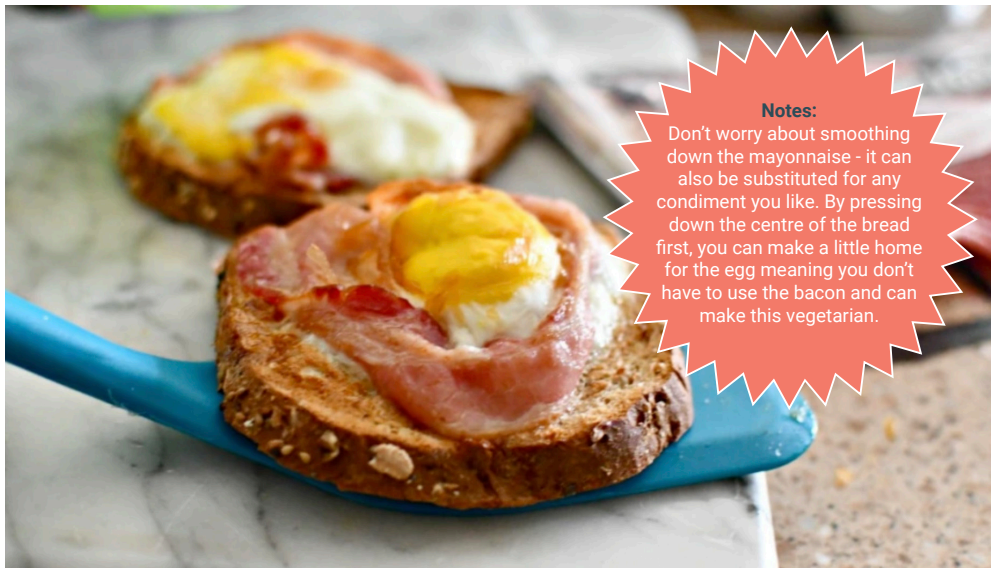 Notes:
Don’t worry about smoothing
down the mayonnaise - it can
also be substituted for any
condiment you like. By pressing
down the centre of the bread
first, you can make a little home
for the egg meaning you don’t
have to use the bacon and can
make this vegetarian.